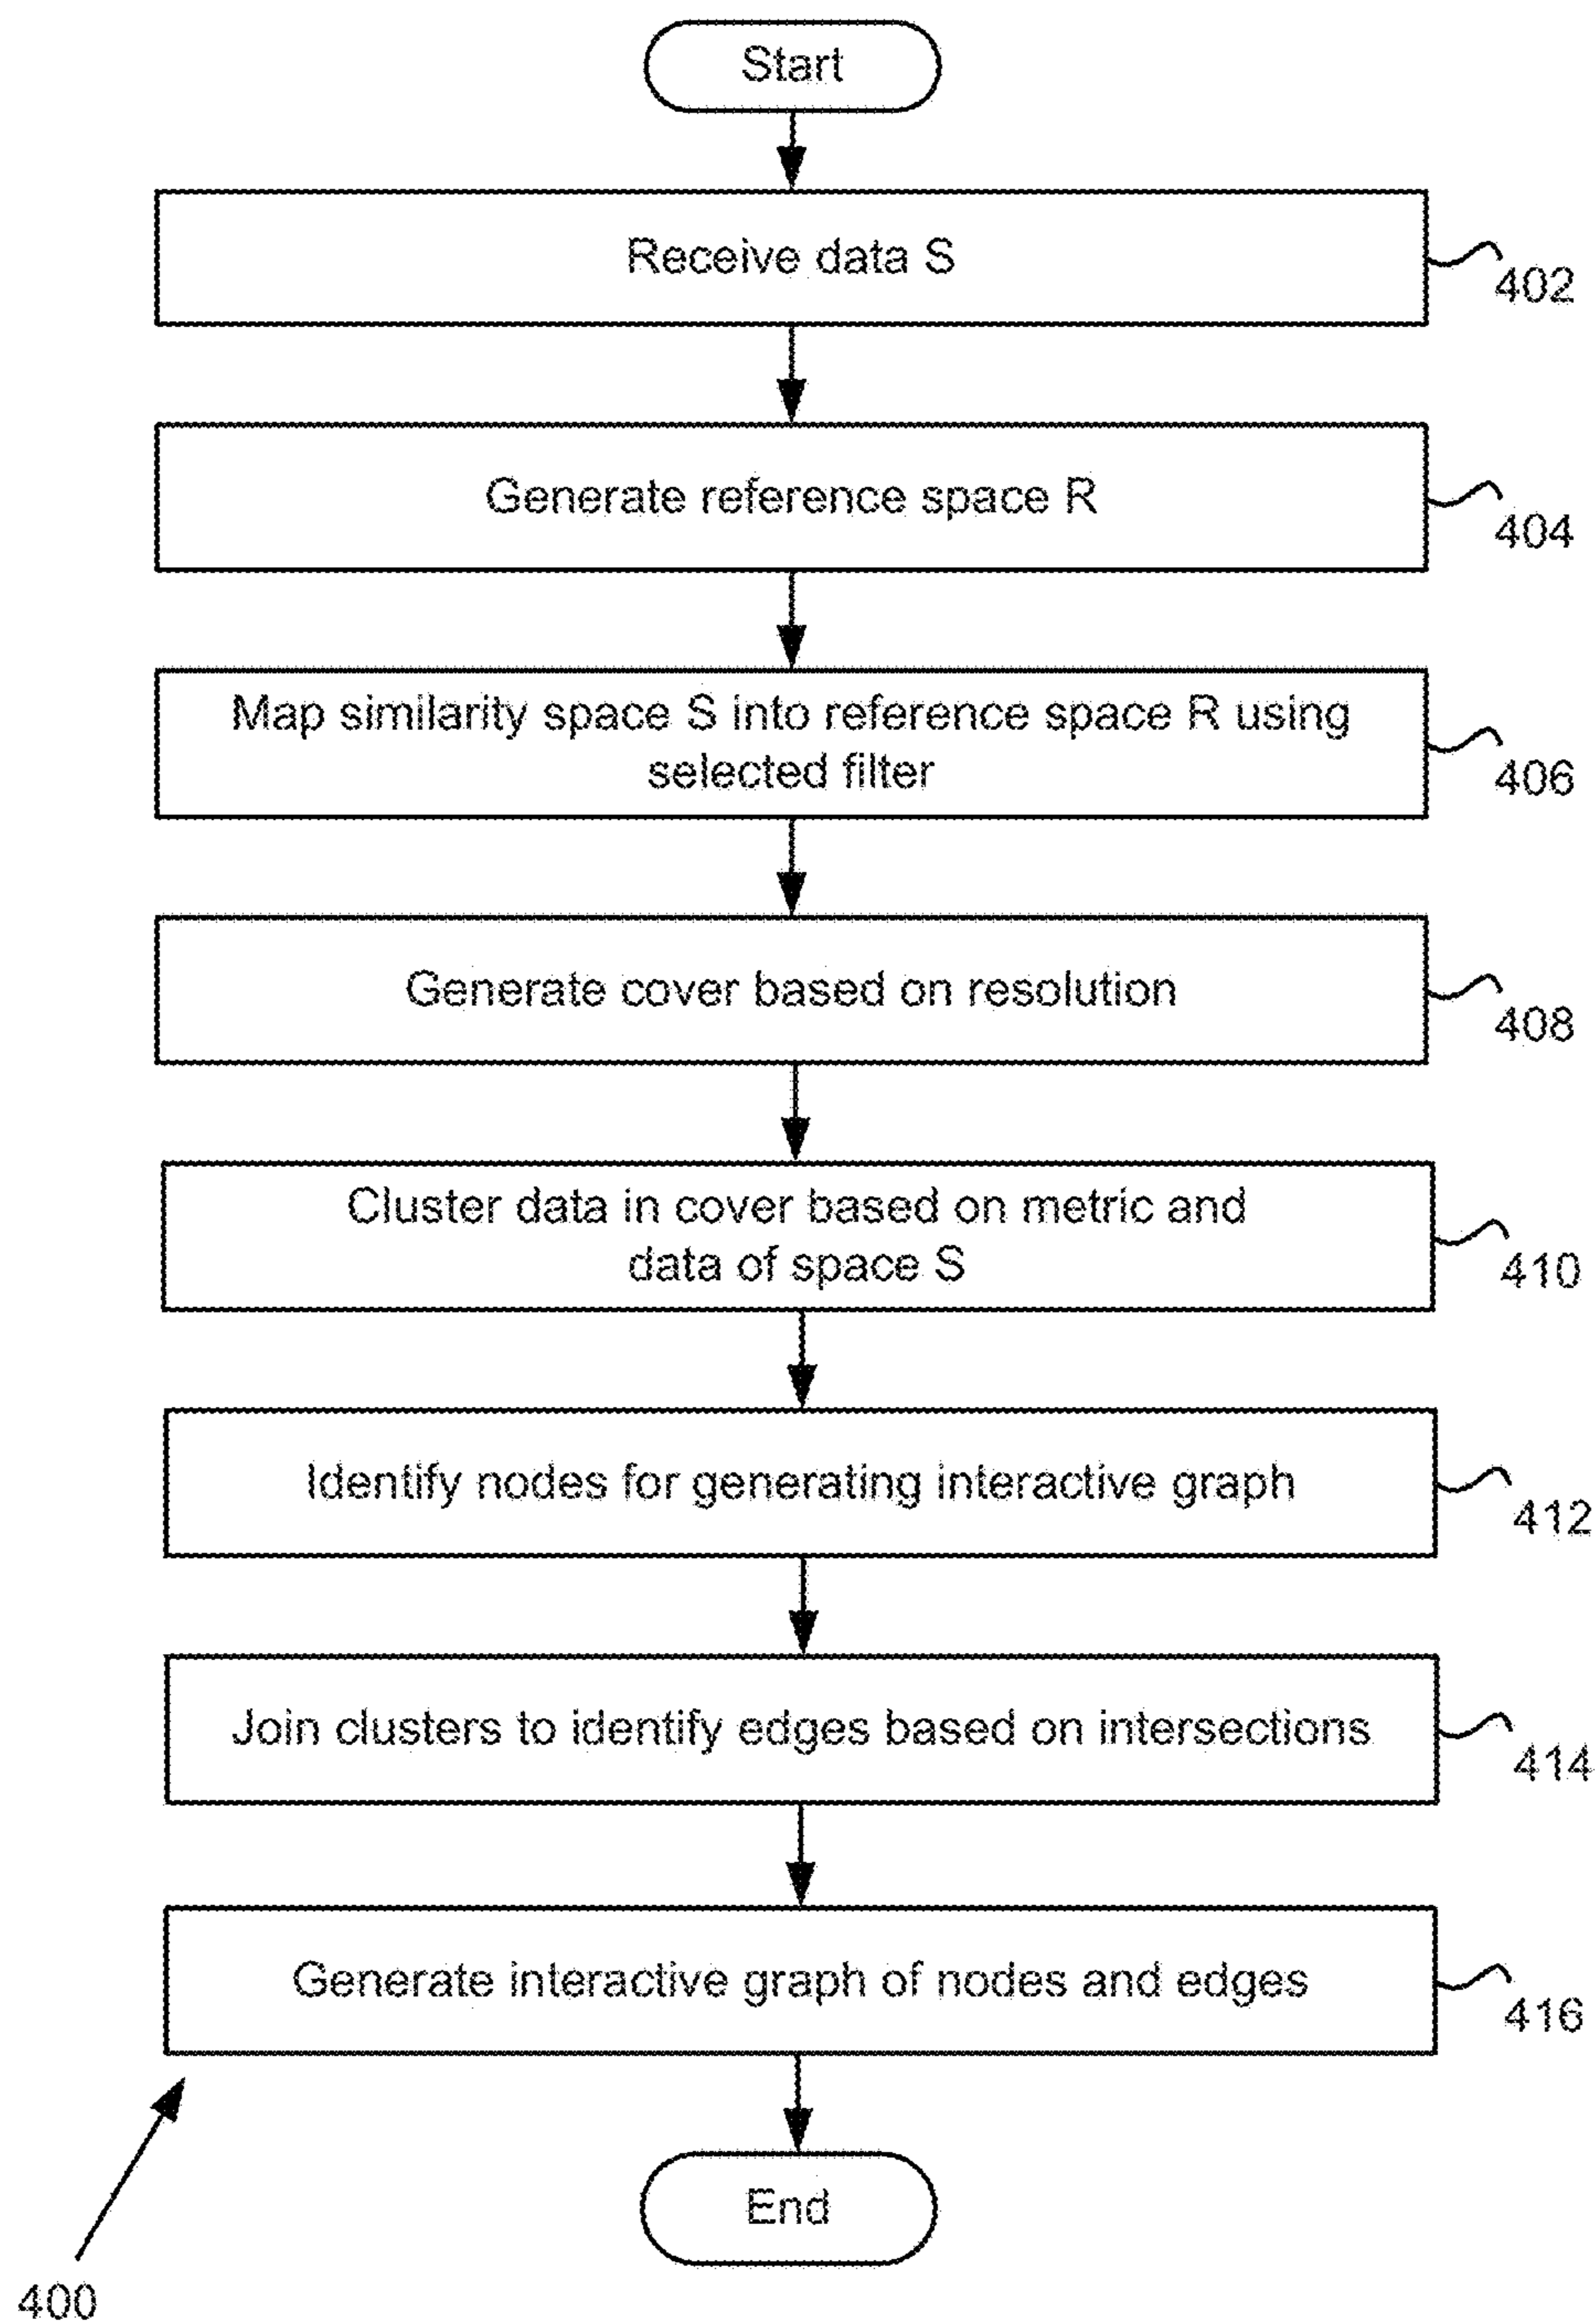 Start
Receive data S
402
Generate reference space R
404
Map similarity space S into reference space R using
selected filter
406
Generate cover based on resolution
408
Cluster data in cover based on metric and
data of space S
410
Identify nodes for generating interactive graph
412
Join clusters to identify edges based on intersections
414
Generate interactive graph of nodes and edges
416
End
400